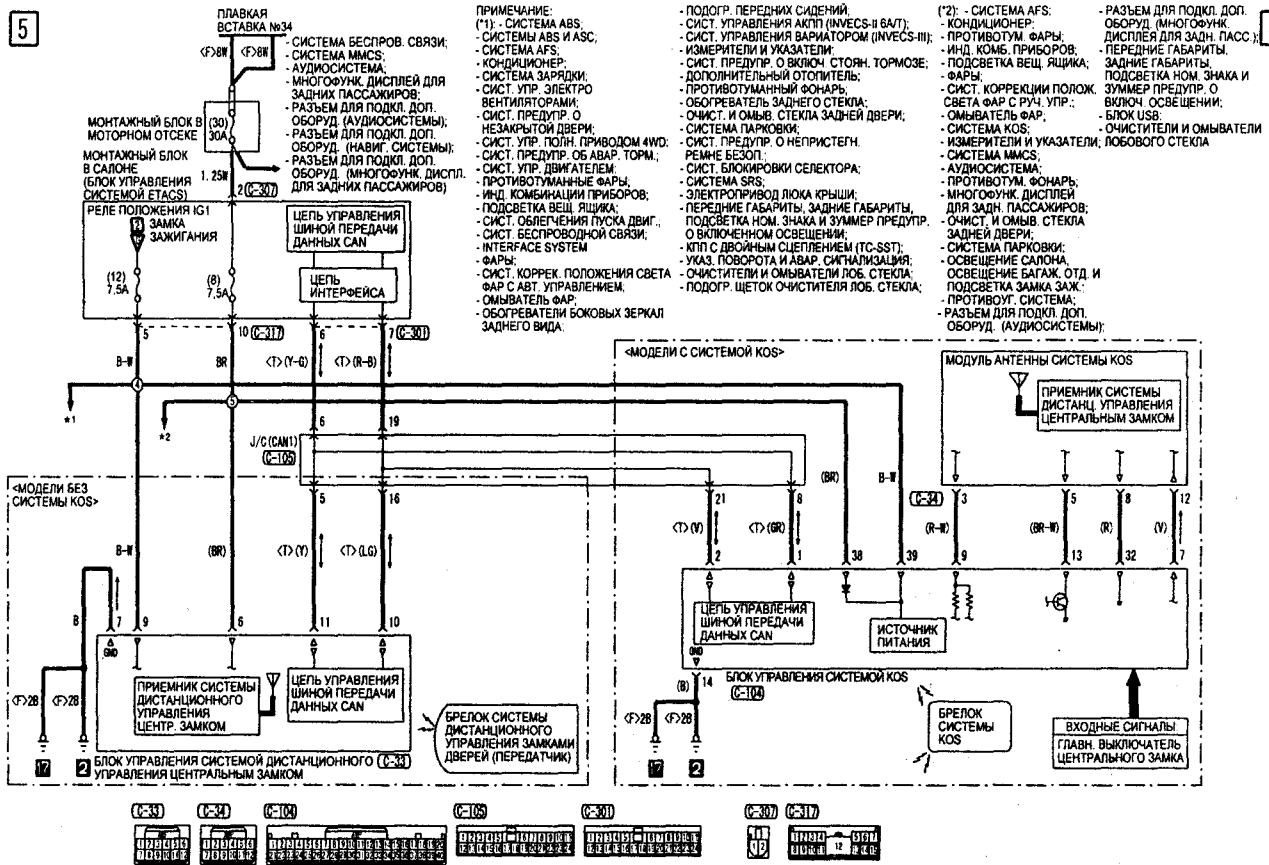 5
ПЛАВКАЯ
ВСТАВКА №34
<F>8W
<F>8W
- СИСТЕМА БЕСПРОВ. СВЯЗИ;
- СИСТЕМА MMCS;
- АУДИОСИСТЕМА;
- МНОГОФУНК. ДИСПЛЕЙ ДЛЯ
ЗАДНИХ ПАССАЖИРОВ;
- РАЗЪЕМ ДЛЯ ПОДКЛ. ДОП.
ОБОРУД. (АУДИОСИСТЕМЫ);
- РАЗЪЕМ ДЛЯ ПОДКЛ. ДОП.
ОБОРУД. (НАВИГ. СИСТЕМЫ);
- РАЗЪЕМ ДЛЯ ПОДКЛ. ДОП.
ОБОРУД. (МНОГОФУНК. ДИСПЛ.
ДЛЯ ЗАДНИХ ПАССАЖИРОВ)
МОНТАЖНЫЙ БЛОК В
МОТОРНОМ ОТСЕКЕ
(30)
30A
МОНТАЖНЫЙ БЛОК
В САЛОНЕ
(БЛОК УПРАВЛЕНИЯ
СИСТЕМОЙ ETACS)
1.25W
2
C-307
РЕЛЕ ПОЛОЖЕНИЯ IG1
ЗАМКА
ЗАЖИГАНИЯ
2
(12)
7,5A
(8)
7,5A
ЦЕПЬ УПРАВЛЕНИЯ
ШИНОЙ ПЕРЕДАЧИ
ДАННЫХ CAN
ЦЕПЬ
ИНТЕРФЕЙСА
5
10
C-317
6
7
C-301
B-W
BR
<T>(Y-G)
<T>(R-B)
4
5
*1
*2
6
19
J/C(CAN1)
C-105
5
16
21
8
ПРИМЕЧАНИЕ:
(*1): - СИСТЕМА ABS;
- СИСТЕМЫ ABS И ASC;
- СИСТЕМА AFS;
- КОНДИЦИОНЕР;
- СИСТЕМА ЗАРЯДКИ;
- СИСТ. УПР. ЭЛЕКТРО
ВЕНТИЛЯТОРАМИ;
- СИСТ. ПРЕДУПР. О
НЕЗАКРЫТОЙ ДВЕРИ;
- СИСТ. УПР. ПОЛН. ПРИВОДОМ 4WD;
- СИСТ. ПРЕДУПР. ОБ АВАР. ТОРМ.;
- СИСТ. УПР. ДВИГАТЕЛЕМ;
- ПРОТИВОТУМАННЫЕ ФАРЫ;
- ИНД. КОМБИНАЦИИ ПРИБОРОВ;
- ПОДСВЕТКА ВЕЩ. ЯЩИКА;
- СИСТ. ОБЛЕГЧЕНИЯ ПУСКА ДВИГ.;
- СИСТ. БЕСПРОВОДНОЙ СВЯЗИ;
- INTERFACE SYSTEM
- ФАРЫ;
- СИСТ. КОРРЕК. ПОЛОЖЕНИЯ СВЕТА
ФАР С АВТ. УПРАВЛЕНИЕМ;
- ОМЫВАТЕЛЬ ФАР;
- ОБОГРЕВАТЕЛИ БОКОВЫХ ЗЕРКАЛ
ЗАДНЕГО ВИДА;
- ПОДОГР. ПЕРЕДНИХ СИДЕНИЙ;
- СИСТ. УПРАВЛЕНИЯ АКПП (INVECS-II 6A/T);
- СИСТ. УПРАВЛЕНИЯ ВАРИАТОРОМ (INVECS-III);
- ИЗМЕРИТЕЛИ И УКАЗАТЕЛИ;
- СИСТ. ПРЕДУПР. О ВКЛЮЧ. СТОЯН. ТОРМОЗЕ;
- ДОПОЛНИТЕЛЬНЫЙ ОТОПИТЕЛЬ;
- ПРОТИВОТУМАННЫЙ ФОНАРЬ;
- ОБОГРЕВАТЕЛЬ ЗАДНЕГО СТЕКЛА;
- ОЧИСТ. И ОМЫВ. СТЕКЛА ЗАДНЕЙ ДВЕРИ;
- СИСТЕМА ПАРКОВКИ;
- СИСТ. ПРЕДУПР. О НЕПРИСТЕГН.
РЕМНЕ БЕЗОП.;
- СИСТ. БЛОКИРОВКИ СЕЛЕКТОРА;
- СИСТЕМА SRS;
- ЭЛЕКТРОПРИВОД ЛЮКА КРЫШИ;
- ПЕРЕДНИЕ ГАБАРИТЫ, ЗАДНИЕ ГАБАРИТЫ,
ПОДСВЕТКА НОМ. ЗНАКА И ЗУММЕР ПРЕДУПР.
О ВКЛЮЧЕННОМ ОСВЕЩЕНИИ;
- КПП С ДВОЙНЫМ СЦЕПЛЕНИЕМ (TC-SST);
- УКАЗ. ПОВОРОТА И АВАР. СИГНАЛИЗАЦИЯ;
- ОЧИСТИТЕЛИ И ОМЫВАТЕЛИ ЛОБ. СТЕКЛА;
- ПОДОГР. ЩЕТОК ОЧИСТИТЕЛЯ ЛОБ. СТЕКЛА;
(*2): - СИСТЕМА AFS;
- КОНДИЦИОНЕР;
- ПРОТИВОТУМ. ФАРЫ;
- ИНД. КОМБ. ПРИБОРОВ;
- ПОДСВЕТКА ВЕЩ. ЯЩИКА;
- ФАРЫ;
- СИСТ. КОРРЕКЦИИ ПОЛОЖ.
СВЕТА ФАР С РУЧ. УПР.;
- ОМЫВАТЕЛЬ ФАР;
- СИСТЕМА KOS;
- ИЗМЕРИТЕЛИ И УКАЗАТЕЛИ;
- СИСТЕМА MMCS;
- АУДИОСИСТЕМА;
- ПРОТИВОТУМ. ФОНАРЬ;
- МНОГОФУНК. ДИСПЛЕЙ
ДЛЯ ЗАДН. ПАССАЖИРОВ;
- ОЧИСТ. И ОМЫВ. СТЕКЛА
ЗАДНЕЙ ДВЕРИ;
- СИСТЕМА ПАРКОВКИ;
- ОСВЕЩЕНИЕ САЛОНА,
ОСВЕЩЕНИЕ БАГАЖ. ОТД. И
ПОДСВЕТКА ЗАМКА ЗАЖ.;
- ПРОТИВОУГ. СИСТЕМА;
- РАЗЪЕМ ДЛЯ ПОДКЛ. ДОП.
ОБОРУД. (АУДИОСИСТЕМЫ);
- РАЗЪЕМ ДЛЯ ПОДКЛ. ДОП.
ОБОРУД. (МНОГОФУНК.
ДИСПЛЕЯ ДЛЯ ЗАДН. ПАСС.);
- ПЕРЕДНИЕ ГАБАРИТЫ,
ЗАДНИЕ ГАБАРИТЫ,
ПОДСВЕТКА НОМ. ЗНАКА И
ЗУММЕР ПРЕДУПР. О
ВКЛЮЧ. ОСВЕЩЕНИИ;
- БЛОК USB;
- ОЧИСТИТЕЛИ И ОМЫВАТЕЛИ
ЛОБОВОГО СТЕКЛА
<МОДЕЛИ БЕЗ
СИСТЕМЫ KOS>
B-W
(BR)
<T>(Y)
<T>(LG)
B
7
9
6
11
10
GND
ПРИЕМНИК СИСТЕМЫ
ДИСТАНЦИОННОГО
УПРАВЛЕНИЯ
ЦЕНТР. ЗАМКОМ
ЦЕПЬ УПРАВЛЕНИЯ
ШИНОЙ ПЕРЕДАЧИ
ДАННЫХ CAN
<F>2B
<F>2B
17
2
БЛОК УПРАВЛЕНИЯ СИСТЕМОЙ ДИСТАНЦИОННОГО
УПРАВЛЕНИЯ ЦЕНТРАЛЬНЫМ ЗАМКОМ
C-33
БРЕЛОК СИСТЕМЫ
ДИСТАНЦИОННОГО
УПРАВЛЕНИЯ ЗАМКАМИ
ДВЕРЕЙ (ПЕРЕДАТЧИК)
<МОДЕЛИ С СИСТЕМОЙ KOS>
МОДУЛЬ АНТЕННЫ СИСТЕМЫ KOS
ПРИЕМНИК СИСТЕМЫ
ДИСТАНЦ. УПРАВЛЕНИЯ
ЦЕНТРАЛЬНЫМ ЗАМКОМ
(BR)
B-W
C-34
3
5
8
12
<T>(V)
<T>(GR)
(R-W)
(BR-W)
(R)
(V)
2
1
38
39
9
13
32
7
ЦЕПЬ УПРАВЛЕНИЯ
ШИНОЙ ПЕРЕДАЧИ
ДАННЫХ CAN
ИСТОЧНИК
ПИТАНИЯ
GND
14
(B)
БЛОК УПРАВЛЕНИЯ СИСТЕМОЙ KOS
C-104
<F>2B
<F>2B
17
2
БРЕЛОК
СИСТЕМЫ
KOS
ВХОДНЫЕ СИГНАЛЫ
ГЛАВН. ВЫКЛЮЧАТЕЛЬ
ЦЕНТРАЛЬНОГО ЗАМКА
C-33
C-34
C-104
C-105
C-301
C-307
C-317